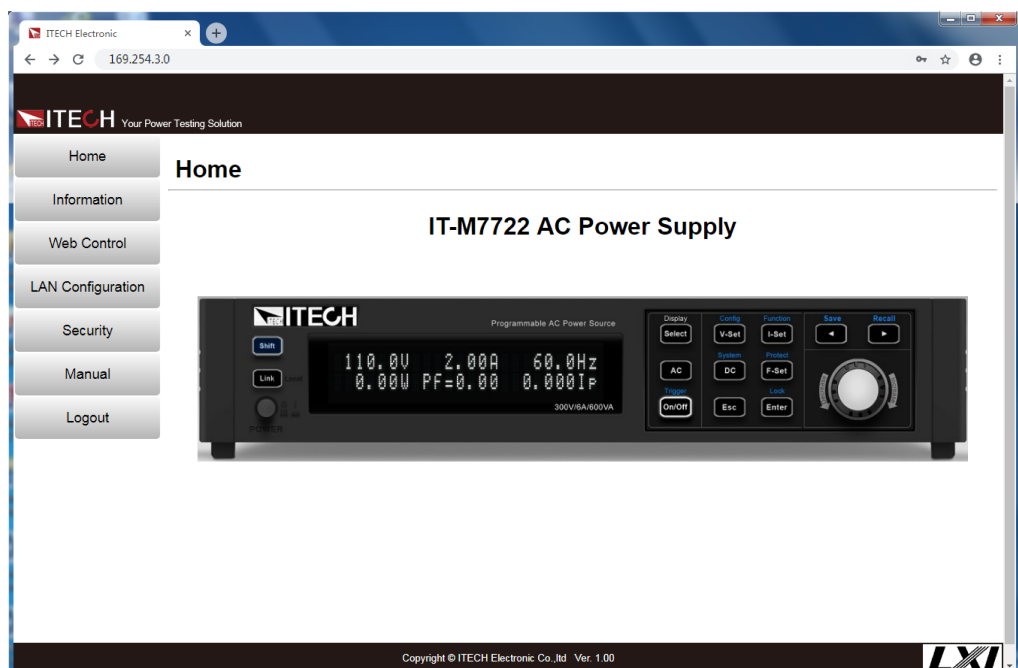 ITECH Electronic
169.254.3.0
ITECH Your Power Testing Solution
Home
Information
Web Control
LAN Configuration
Security
Manual
Logout
Home
IT-M7722 AC Power Supply
ITECH
Programmable AC Power Source
Shift
Link Local
POWER
110.0V 2.00A 60.0Hz
0.00W PF=0.00 0.000Ip
300V/6A/600VA
Display Config Function Save Recall
Select V-Set I-Set
System Protect
AC DC F-Set
Trigger Lock
On/Off Esc Enter
Copyright © ITECH Electronic Co.,ltd Ver. 1.00
LXI